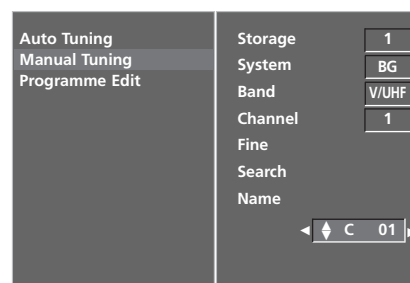 Auto Tuning
Manual Tuning
Programme Edit
Storage 1
System BG
Band V/UHF
Channel 1
Fine
Search
Name
C 01